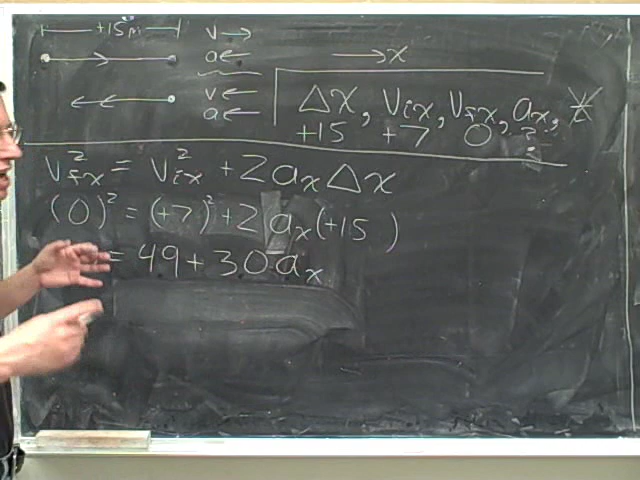 +15m
v →
a ←
v ←
a ←
→ x
Δx, Vix, Vfx, ax, t
+15 +7 0 ?
Vfx² = Vix² + 2axΔx
(0)² = (+7)² + 2ax(+15)
= 49 + 30ax